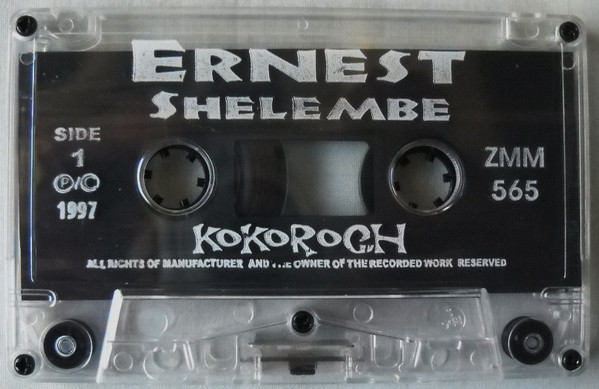 ERNEST
SHELEMBE
SIDE
1
Ⓟ/©
1997
ZMM
565
KOKOROCH
ALL RIGHTS OF MANUFACTURER AND THE OWNER OF THE RECORDED WORK RESERVED